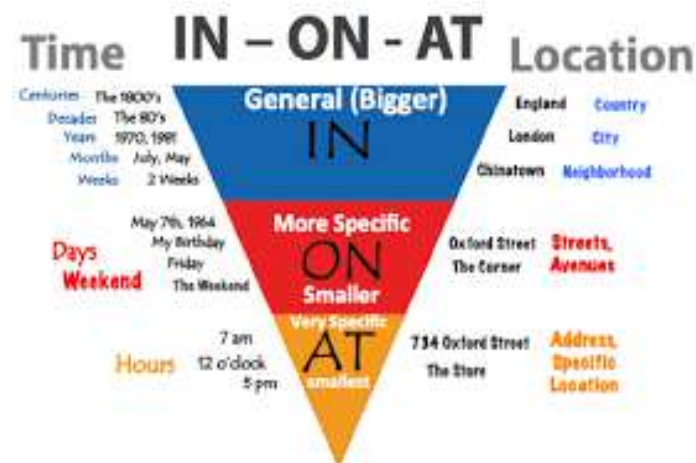 IN – ON - AT
Time
Location
General (Bigger)
IN
Centuries The 1800's
Decades The 80's
Years 1970, 1981
Months July, May
Weeks 2 Weeks
England Country
London City
Chinatown Neighborhood
More Specific
ON
Smaller
Days
Weekend
May 7th, 1964
My Birthday
Friday
The Weekend
Oxford Street
The Corner
Streets,
Avenues
Very Specific
AT
smallest
Hours
7 am
12 o'clock
5 pm
734 Oxford Street
The Store
Address,
Specific
Location